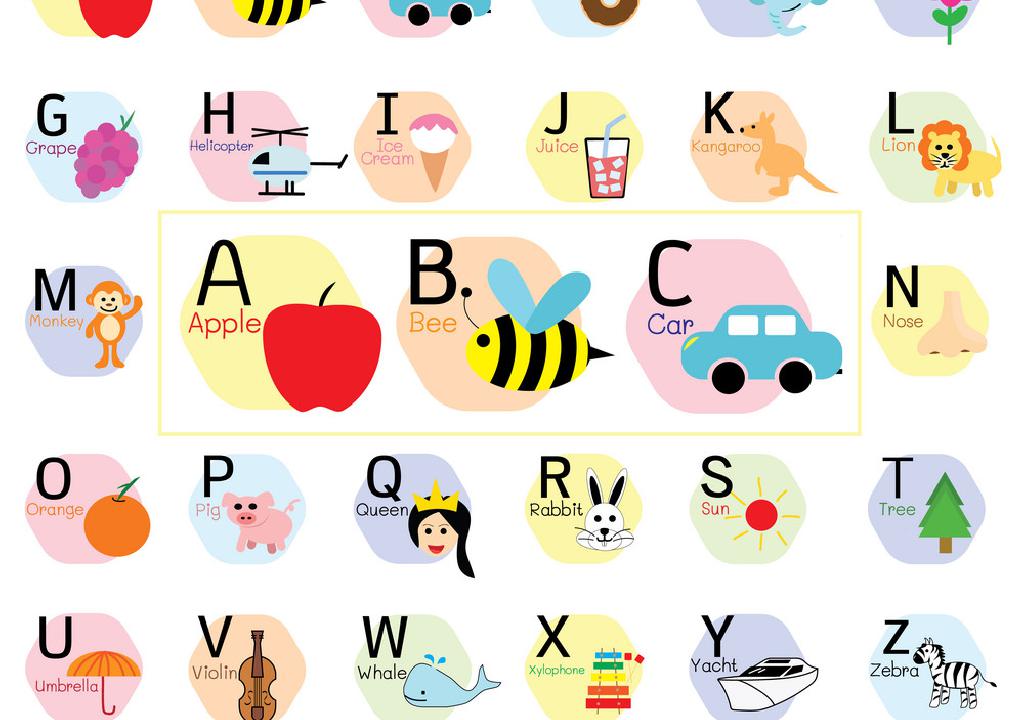 G
Grape
H
Helicopter
I
Ice
Cream
J
Juice
K
Kangaroo
L
Lion
M
Monkey
A
Apple
B
Bee
C
Car
N
Nose
O
Orange
P
Pig
Q
Queen
R
Rabbit
S
Sun
T
Tree
U
Umbrella
V
Violin
W
Whale
X
Xylophone
Y
Yacht
Z
Zebra